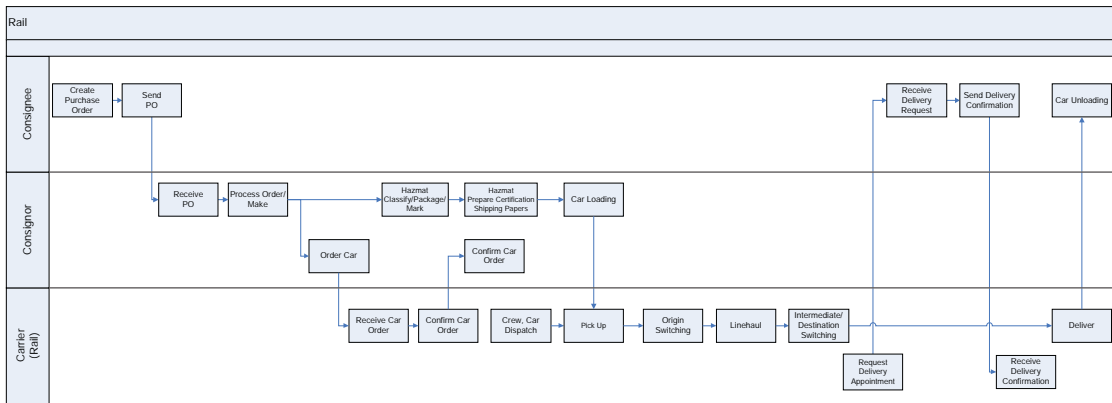 Rail
Consignee
Create
Purchase
Order
Send
PO
Receive
Delivery
Request
Send Delivery
Confirmation
Car Unloading
Consignor
Receive
PO
Process Order/
Make
Hazmat
Classify/Package/
Mark
Hazmat
Prepare Certification
Shipping Papers
Car Loading
Order Car
Confirm Car
Order
Carrier
(Rail)
Receive Car
Order
Confirm Car
Order
Crew, Car
Dispatch
Pick Up
Origin
Switching
Linehaul
Intermediate/
Destination
Switching
Deliver
Request
Delivery
Appointment
Receive
Delivery
Confirmation